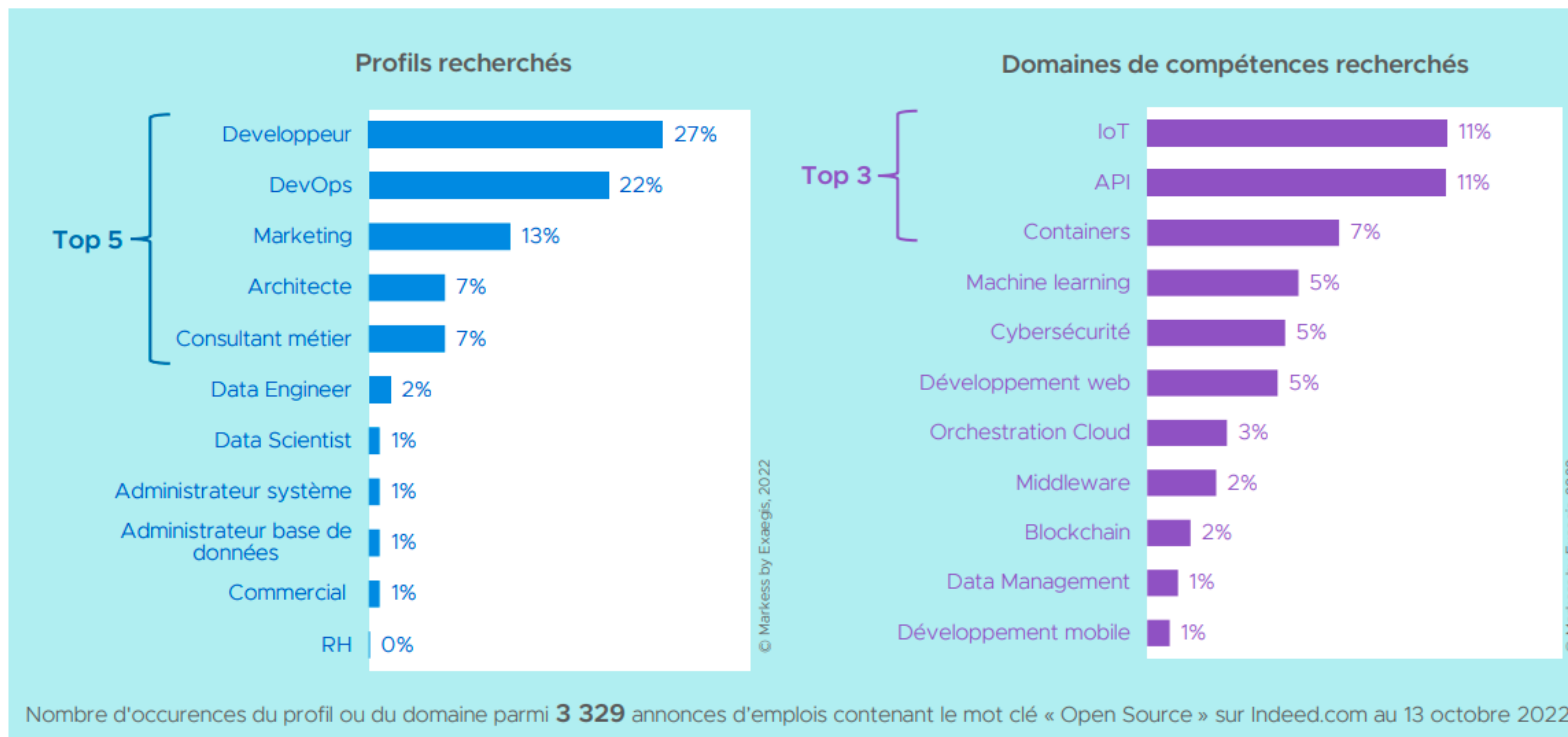 Profils recherchés
Top 5
Developpeur 27%
DevOps 22%
Marketing 13%
Architecte 7%
Consultant métier 7%
Data Engineer 2%
Data Scientist 1%
Administrateur système 1%
Administrateur base de
données 1%
Commercial 1%
RH 0%
© Markess by Exaegis, 2022
Domaines de compétences recherchés
Top 3
IoT 11%
API 11%
Containers 7%
Machine learning 5%
Cybersécurité 5%
Développement web 5%
Orchestration Cloud 3%
Middleware 2%
Blockchain 2%
Data Management 1%
Développement mobile 1%
Nombre d'occurences du profil ou du domaine parmi 3 329 annonces d'emplois contenant le mot clé « Open Source » sur Indeed.com au 13 octobre 2022